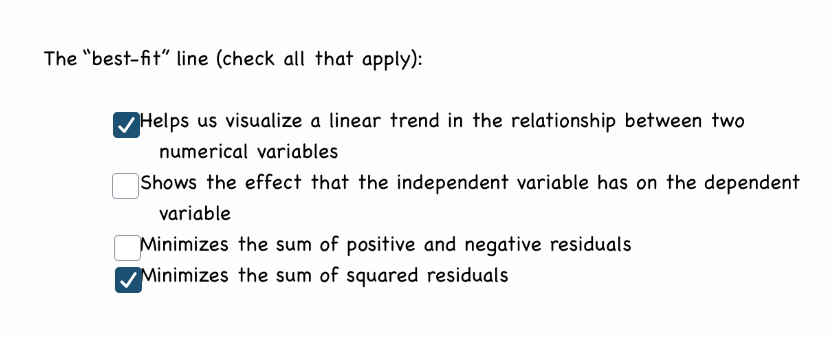 The “best-fit” line (check all that apply):
Helps us visualize a linear trend in the relationship between two
numerical variables
Shows the effect that the independent variable has on the dependent
variable
Minimizes the sum of positive and negative residuals
Minimizes the sum of squared residuals